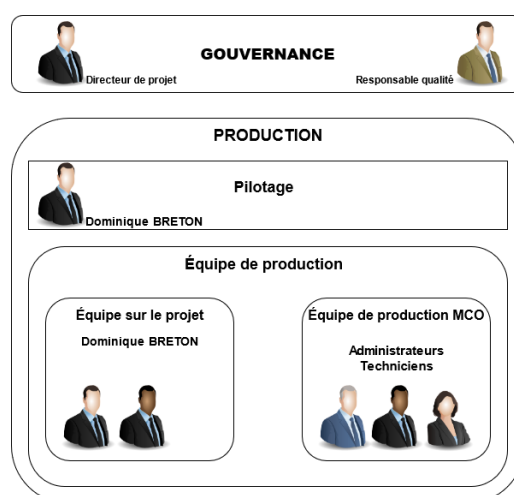 GOUVERNANCE
Directeur de projet
Responsable qualité
PRODUCTION
Pilotage
Dominique BRETON
Équipe de production
Équipe sur le projet
Dominique BRETON
Équipe de production MCO
Administrateurs
Techniciens